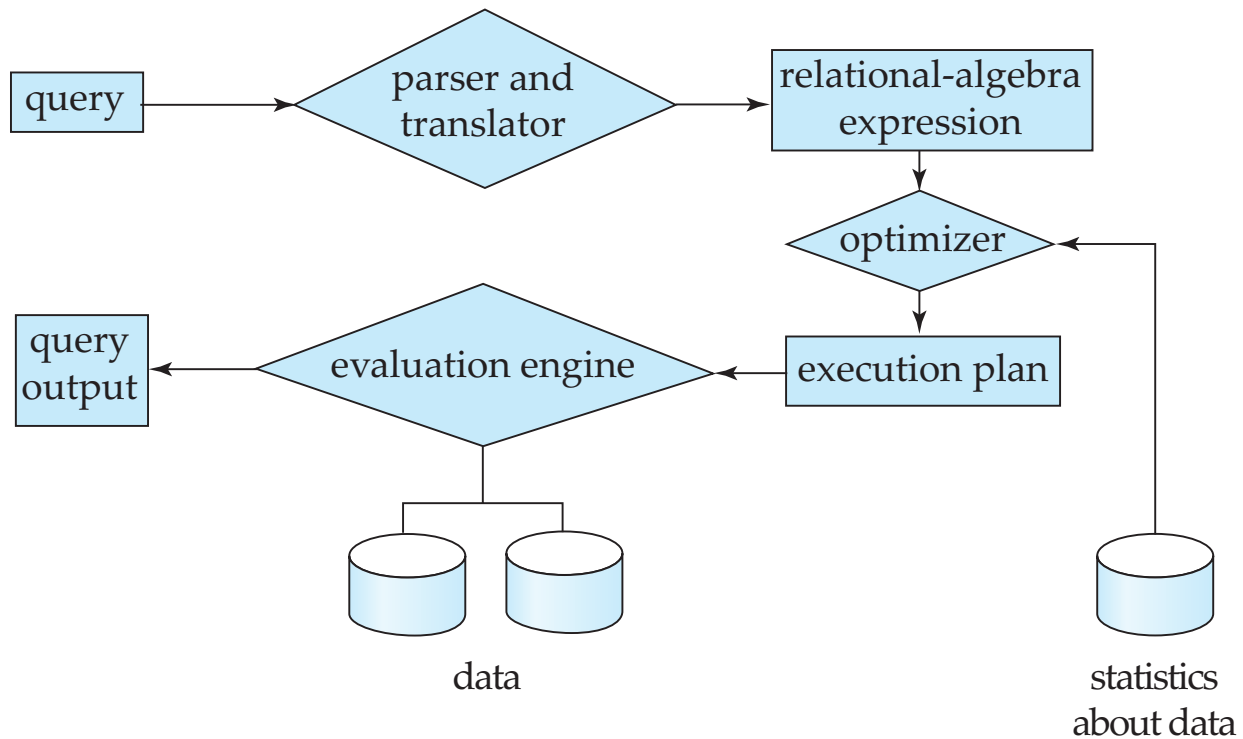 query
parser and
translator
relational-algebra
expression
optimizer
query
output
evaluation engine
execution plan
data
statistics
about data